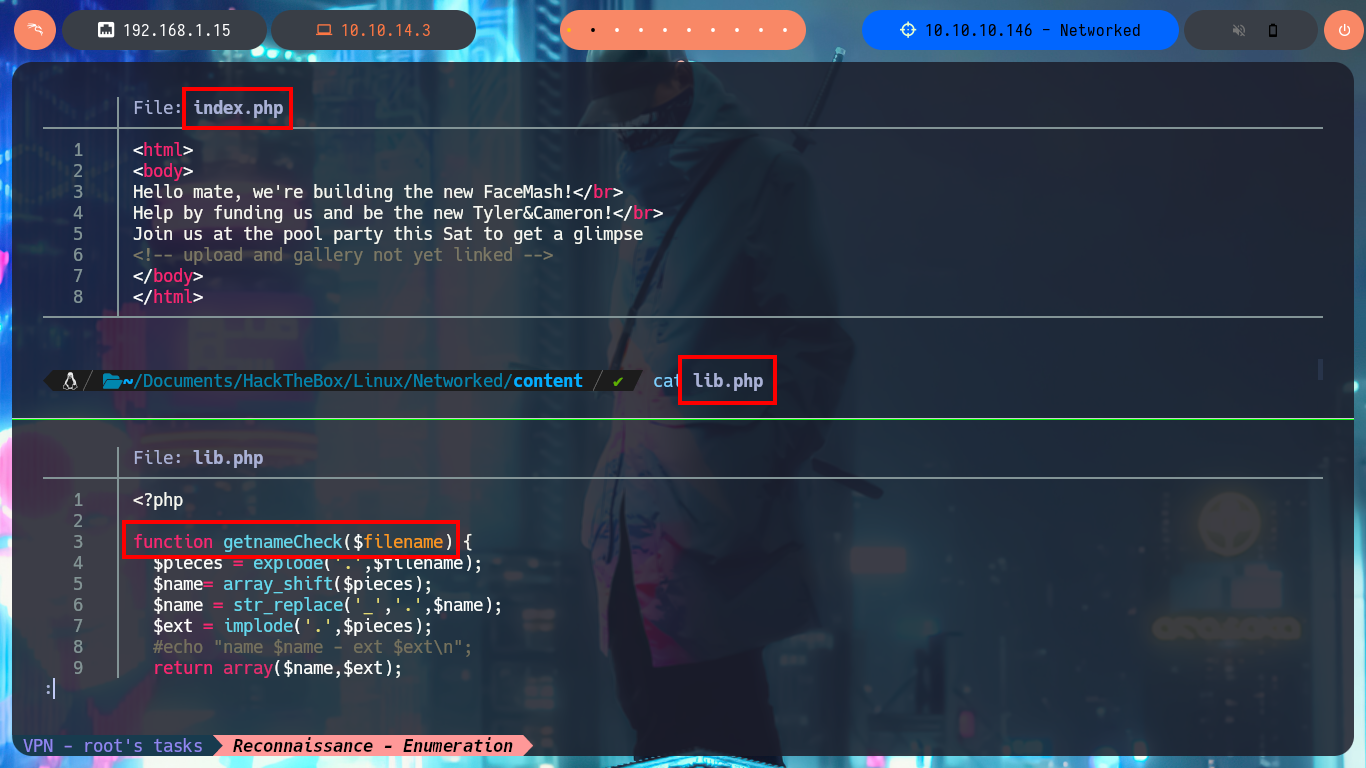 192.168.1.15
10.10.14.3
10.10.10.146 - Networked
File: index.php
1 <html>
2 <body>
3 Hello mate, we're building the new FaceMash!</br>
4 Help by funding us and be the new Tyler&Cameron!</br>
5 Join us at the pool party this Sat to get a glimpse
6 <!-- upload and gallery not yet linked -->
7 </body>
8 </html>
~/Documents/HackTheBox/Linux/Networked/content / ✔ cat lib.php
File: lib.php
1 <?php
2
3 function getnameCheck($filename) {
4 $pieces = explode('.',$filename);
5 $name= array_shift($pieces);
6 $name = str_replace('_','.',$name);
7 $ext = implode('.',$pieces);
8 #echo "name $name - ext $ext\n";
9 return array($name,$ext);
:
VPN - root's tasks
Reconnaissance - Enumeration